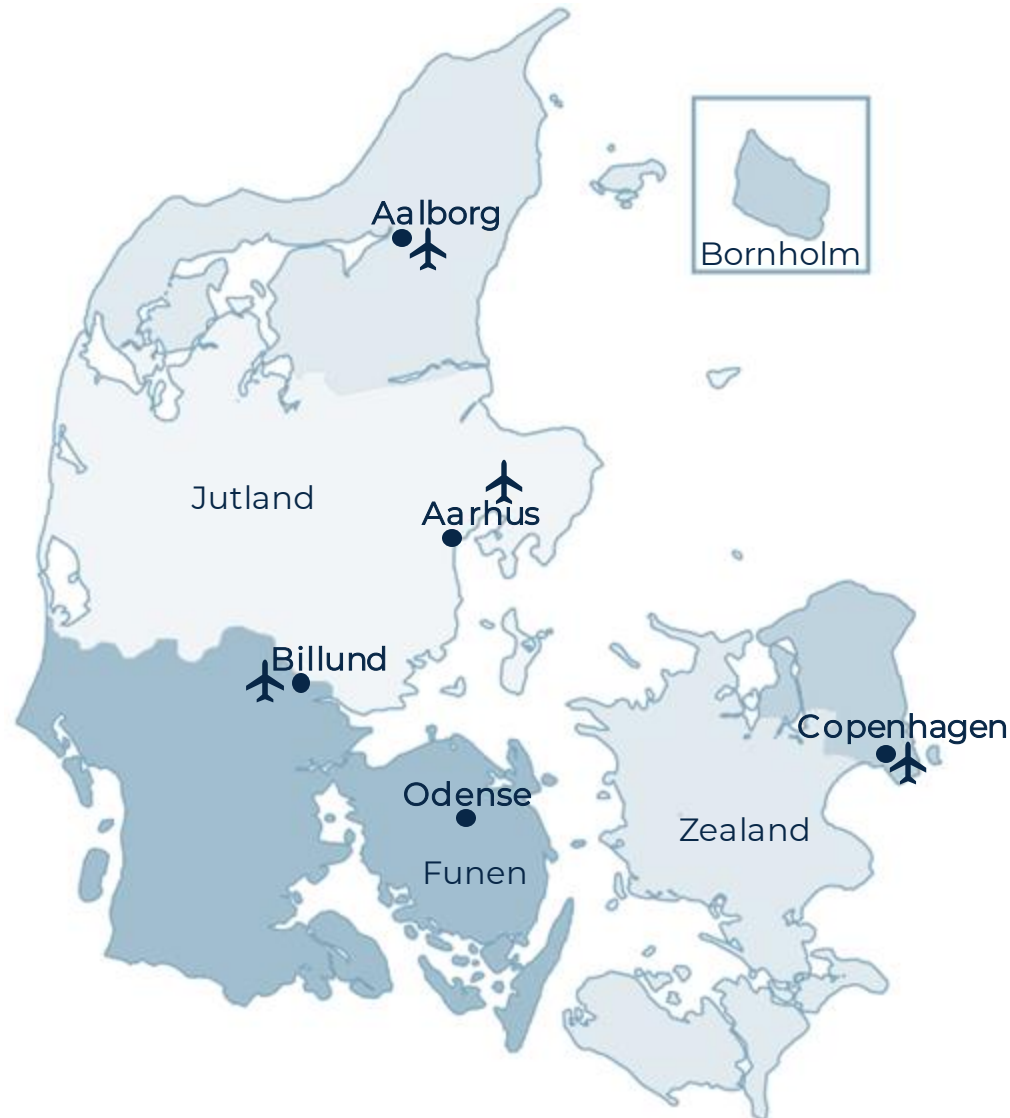 Aalborg
Bornholm
Jutland
Aarhus
Billund
Copenhagen
Odense
Zealand
Funen